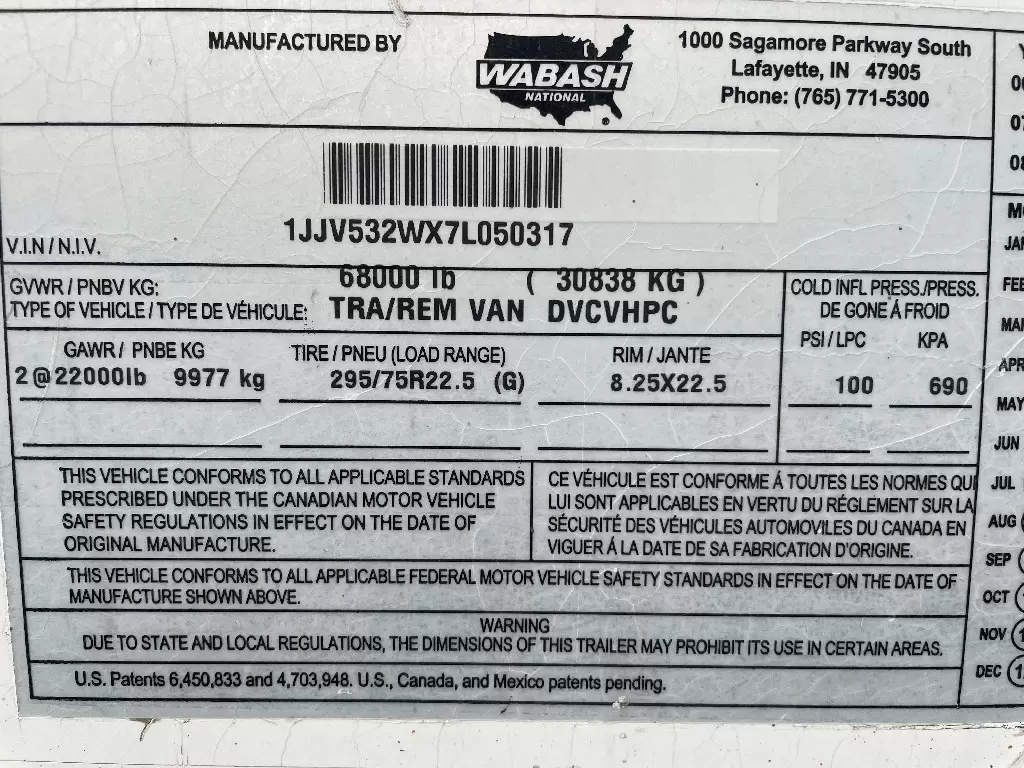 MANUFACTURED BY
WABASH
NATIONAL
®
1000 Sagamore Parkway South
Lafayette, IN 47905
Phone: (765) 771-5300
1JJV532WX7L050317
V.I.N / N.I.V.
GVWR / PNBV KG: 68000 lb ( 30838 KG )
TYPE OF VEHICLE / TYPE DE VÉHICULE: TRA/REM VAN DVCVHPC
COLD INFL PRESS./PRESS.
DE GONE Á FROID
PSI / LPC KPA
GAWR / PNBE KG TIRE / PNEU (LOAD RANGE) RIM / JANTE
2@22000lb 9977 kg 295/75R22.5 (G) 8.25X22.5 100 690
THIS VEHICLE CONFORMS TO ALL APPLICABLE STANDARDS
PRESCRIBED UNDER THE CANADIAN MOTOR VEHICLE
SAFETY REGULATIONS IN EFFECT ON THE DATE OF
ORIGINAL MANUFACTURE.
CE VÉHICULE EST CONFORME Á TOUTES LES NORMES QUI
LUI SONT APPLICABLES EN VERTU DU RÉGLEMENT SUR LA
SÉCURITÉ DES VÉHICULES AUTOMOVILES DU CANADA EN
VIGUER Á LA DATE DE SA FABRICATION D'ORIGINE.
THIS VEHICLE CONFORMS TO ALL APPLICABLE FEDERAL MOTOR VEHICLE SAFETY STANDARDS IN EFFECT ON THE DATE OF
MANUFACTURE SHOWN ABOVE.
WARNING
DUE TO STATE AND LOCAL REGULATIONS, THE DIMENSIONS OF THIS TRAILER MAY PROHIBIT ITS USE IN CERTAIN AREAS.
U.S. Patents 6,450,833 and 4,703,948. U.S., Canada, and Mexico patents pending.
07
JAN
FEB
MAR
APR
MAY
JUN
JUL
AUG
SEP
OCT
NOV
DEC